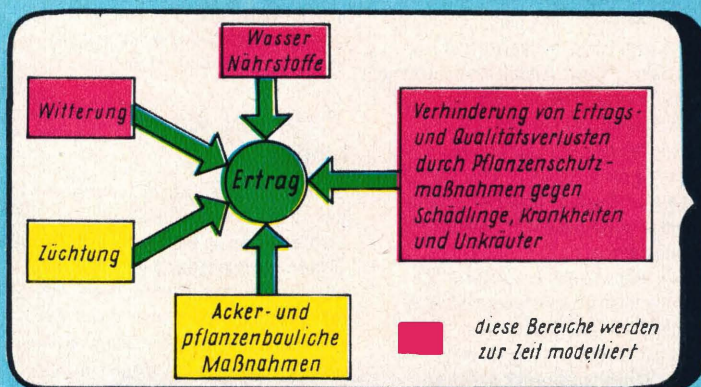 Wasser
Nährstoffe
Witterung
Verhinderung von Ertrags-
und Qualitätsverlusten
durch Pflanzenschutz-
maßnahmen gegen
Schädlinge, Krankheiten
und Unkräuter
Ertrag
Züchtung
Acker- und
pflanzenbauliche
Maßnahmen
diese Bereiche werden
zur Zeit modelliert